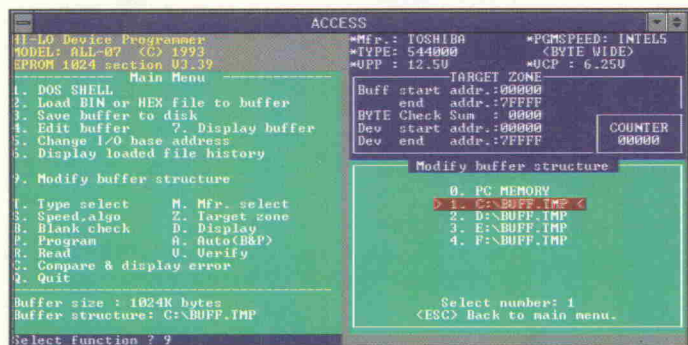 ACCESS
HI-LO Device Programmer
MODEL: ALL-07 (C) 1993
EPROM 1024 section V3.39
Main Menu
1. DOS SHELL
2. Load BIN or HEX file to buffer
3. Save buffer to disk
4. Edit buffer 7. Display buffer
5. Change I/O base address
6. Display loaded file history
9. Modify buffer structure
T. Type select M. Mfr. select
S. Speed,algo Z. Target zone
B. Blank check D. Display
P. Program A. Auto(B&P)
R. Read V. Verify
C. Compare & display error
Q. Quit
Buffer size : 1024K bytes
Buffer structure: C:\BUFF.TMP
Select function ? 9
*Mfr.: TOSHIBA *PGMSPEED: INTEL5
*TYPE: 544000 (BYTE WIDE)
*VPP : 12.5V *VCP : 6.25V
TARGET ZONE
Buff start addr.:00000
end addr.:7FFFF
BYTE Check Sum : 0000
Dev start addr.:00000
Dev end addr.:7FFFF
COUNTER
00000
Modify buffer structure
0. PC MEMORY
> 1. C:\BUFF.TMP <
2. D:\BUFF.TMP
3. E:\BUFF.TMP
4. F:\BUFF.TMP
Select number: 1
<ESC> Back to main menu.